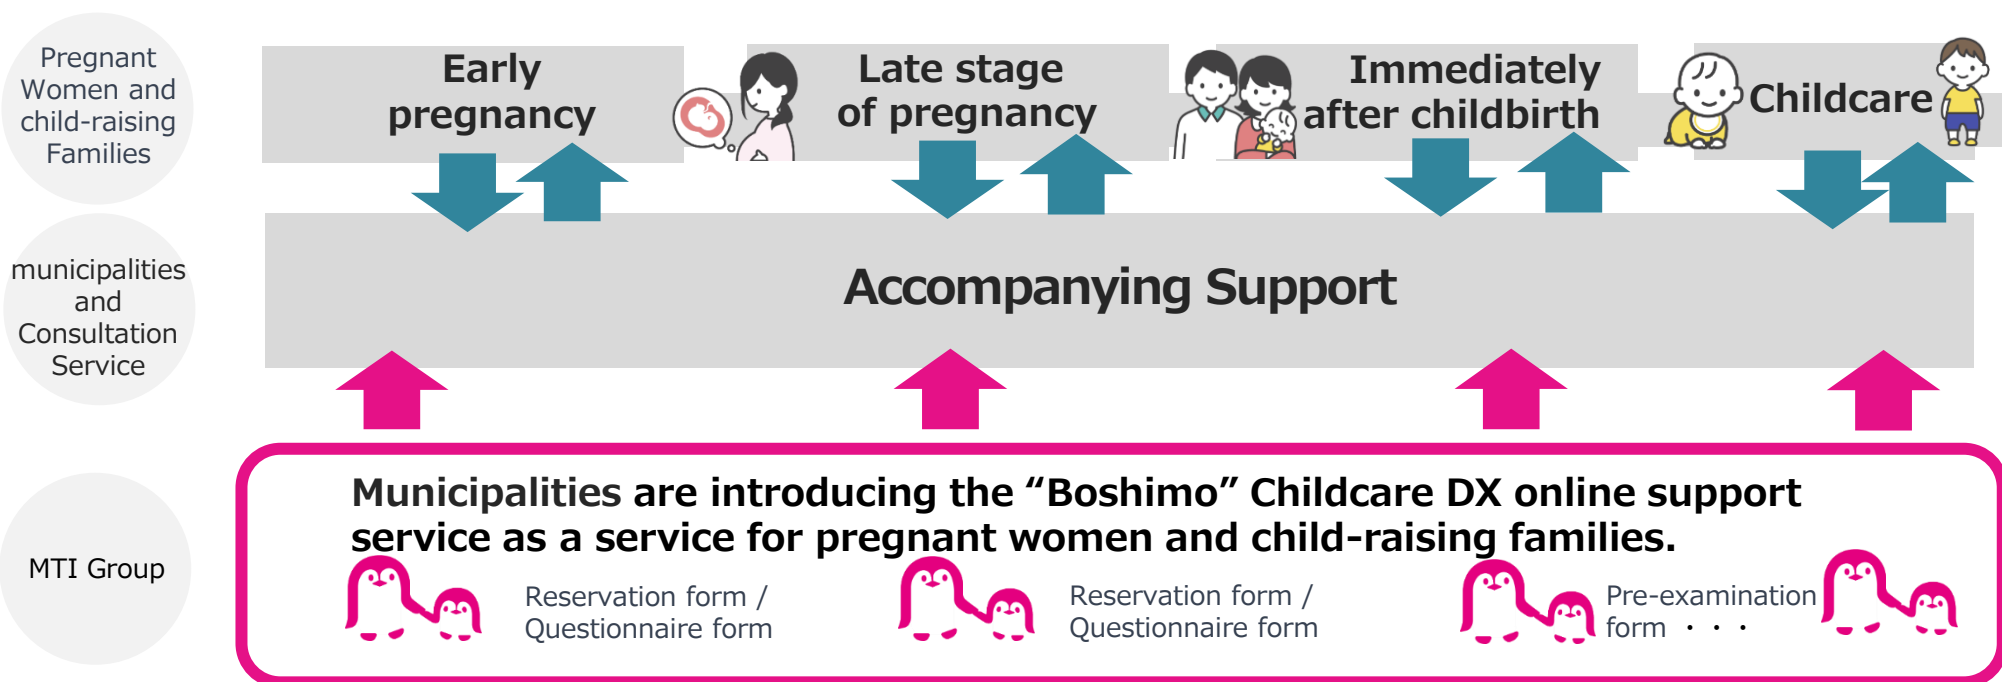 Pregnant
Women and
child-raising
Families
Early
pregnancy
Late stage
of pregnancy
Immediately
after childbirth
Childcare
municipalities
and
Consultation
Service
Accompanying Support
MTI Group
Municipalities are introducing the “Boshimo” Childcare DX online support
service as a service for pregnant women and child-raising families.
Reservation form /
Questionnaire form
Reservation form /
Questionnaire form
Pre-examination
form ・・・